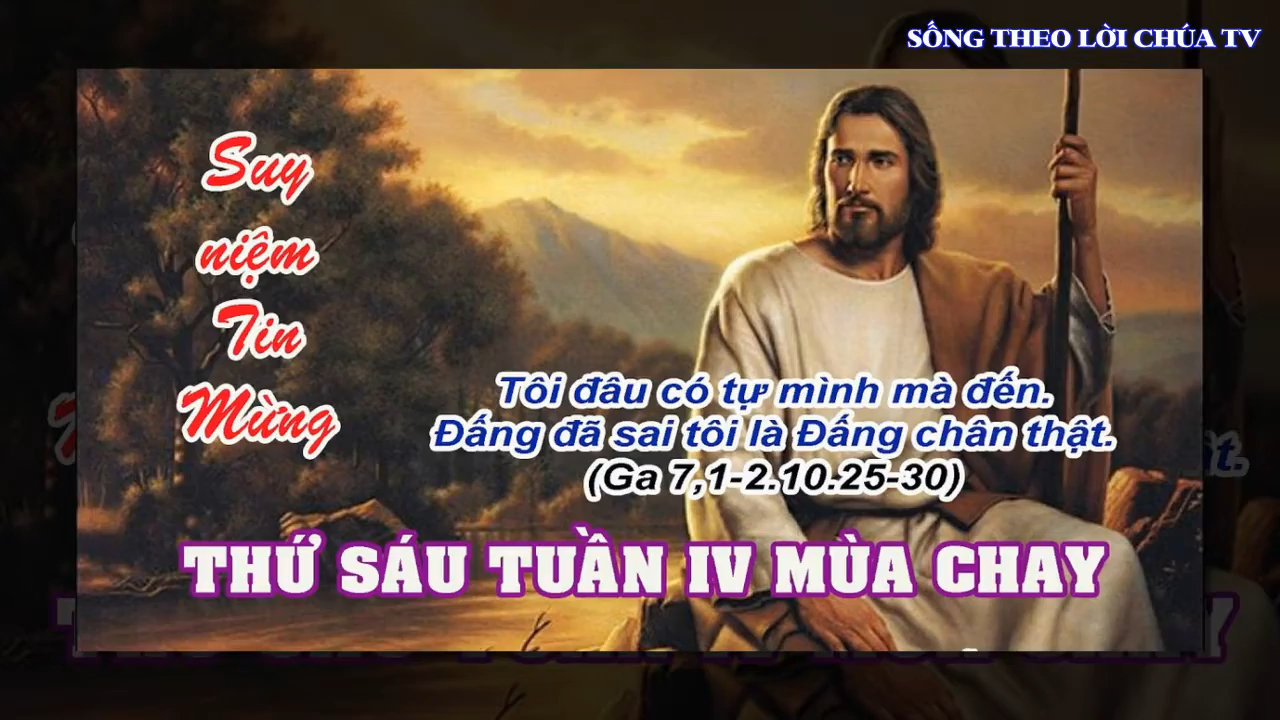 SỐNG THEO LỜI CHÚA TV
Suy
niệm
Tin
Mừng
Tôi đâu có tự mình mà đến.
Đấng đã sai tôi là Đấng chân thật.
(Ga 7,1-2.10.25-30)
THỨ SÁU TUẦN IV MÙA CHAY